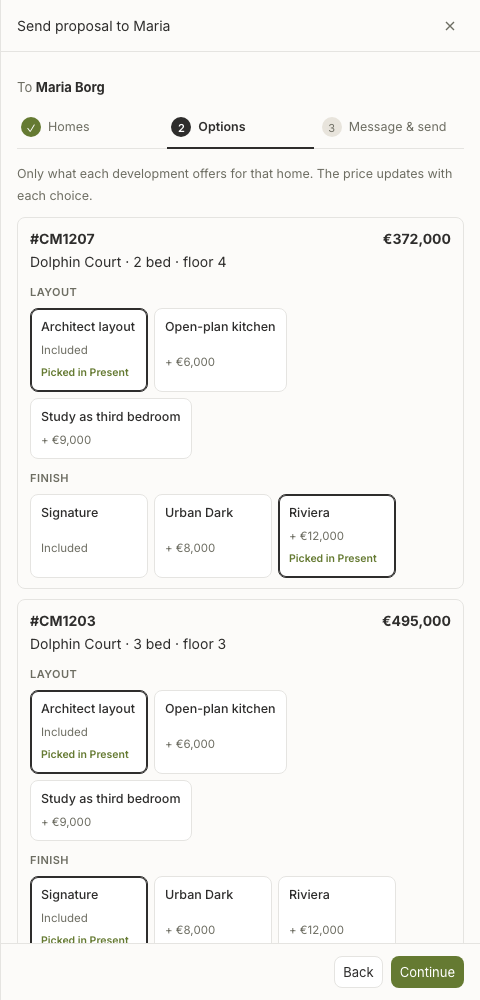 Send proposal to Maria
To Maria Borg
Homes
2 Options
3 Message & send
Only what each development offers for that home. The price updates with
each choice.
#CM1207 €372,000
Dolphin Court · 2 bed · floor 4
LAYOUT
Architect layout
Included
Picked in Present
Open-plan kitchen
+ €6,000
Study as third bedroom
+ €9,000
FINISH
Signature
Included
Urban Dark
+ €8,000
Riviera
+ €12,000
Picked in Present
#CM1203 €495,000
Dolphin Court · 3 bed · floor 3
LAYOUT
Architect layout
Included
Picked in Present
Open-plan kitchen
+ €6,000
Study as third bedroom
+ €9,000
FINISH
Signature
Included
Picked in Present
Urban Dark
+ €8,000
Riviera
+ €12,000
Back
Continue